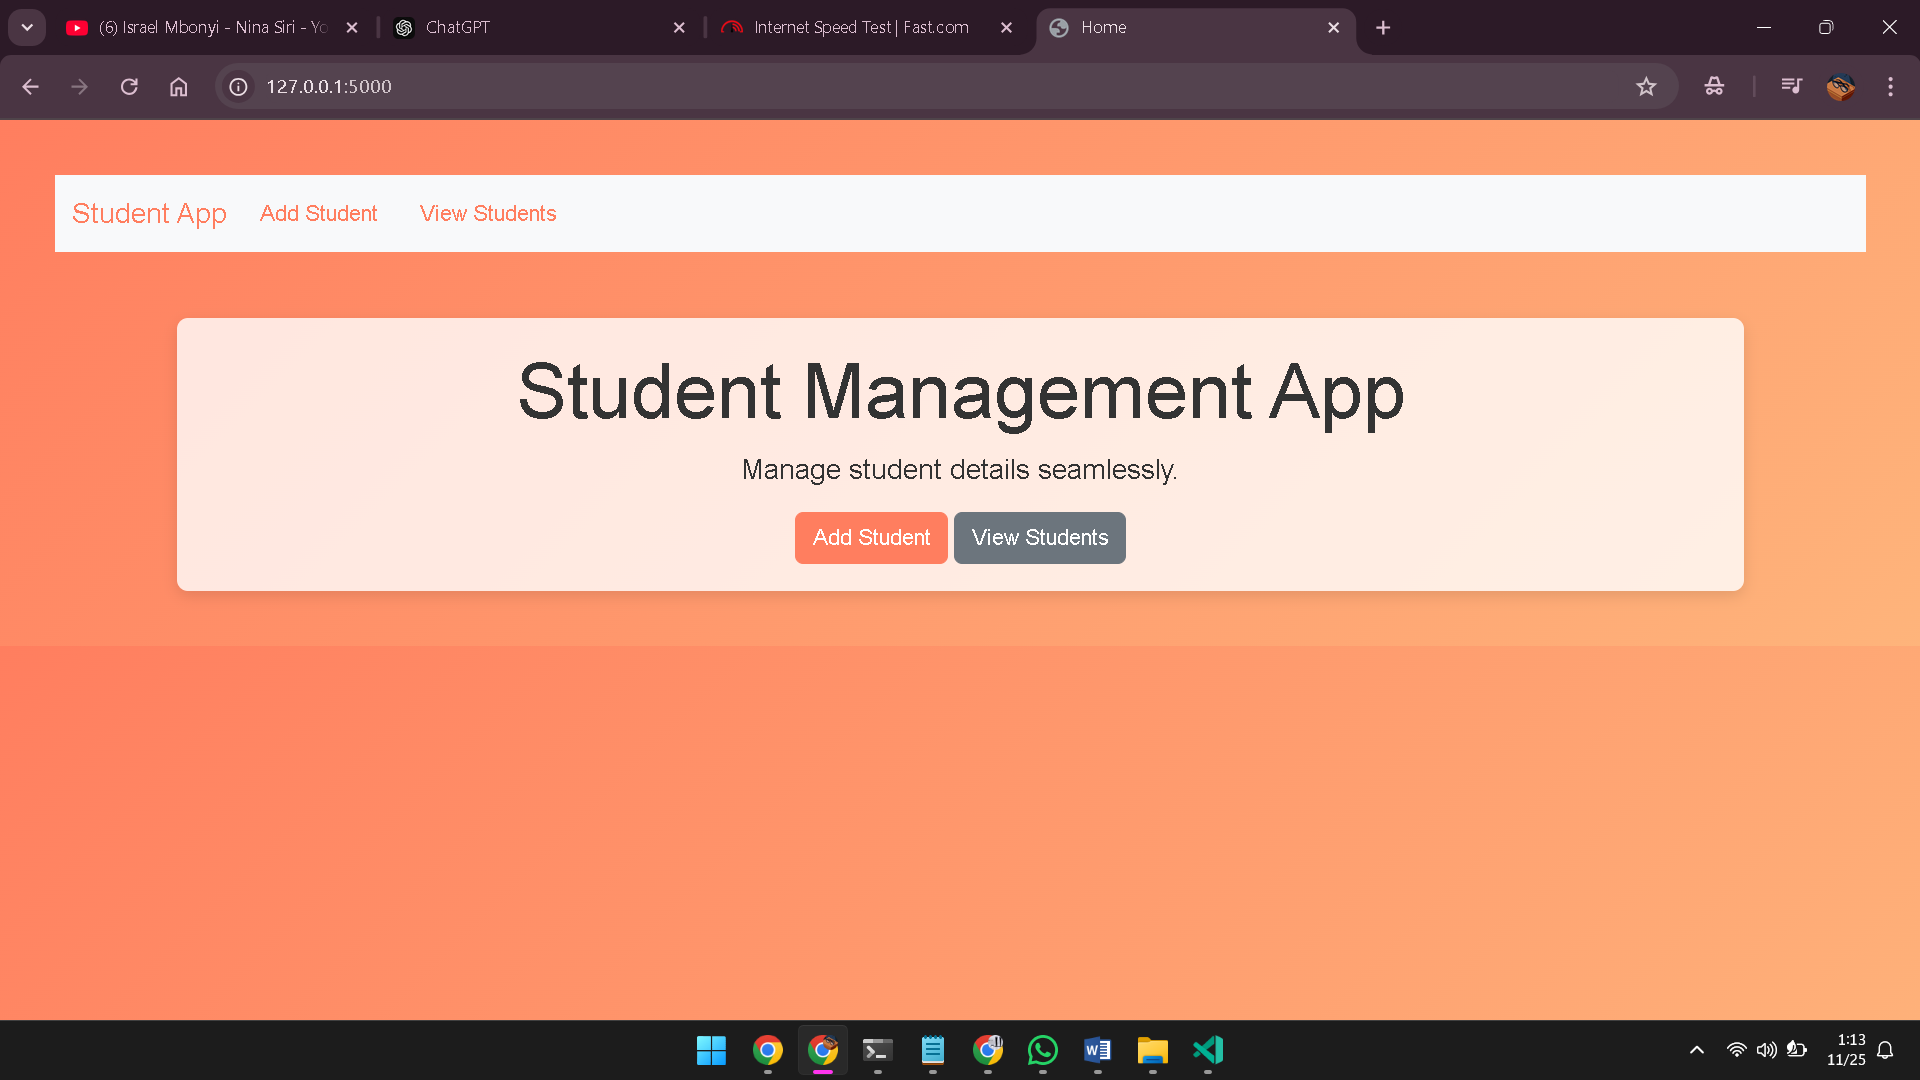 (6) Israel Mbonyi - Nina Siri - Yo
ChatGPT
Internet Speed Test | Fast.com
Home
127.0.0.1:5000
Student App
Add Student
View Students
Student Management App
Manage student details seamlessly.
Add Student
View Students
1:13
11/25